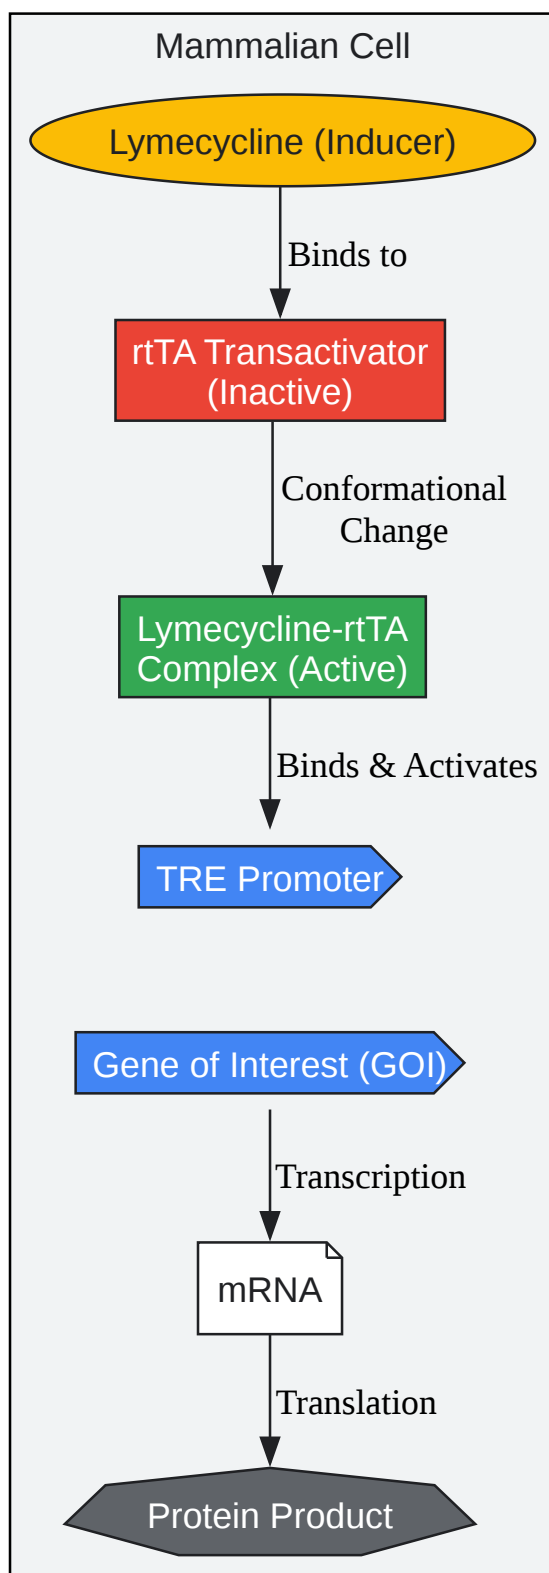 Mammalian Cell
Lymecycline (Inducer)
Binds to
rtTA Transactivator
(Inactive)
Conformational
Change
Lymecycline-rtTA
Complex (Active)
Binds & Activates
TRE Promoter
Gene of Interest (GOI)
Transcription
mRNA
Translation
Protein Product